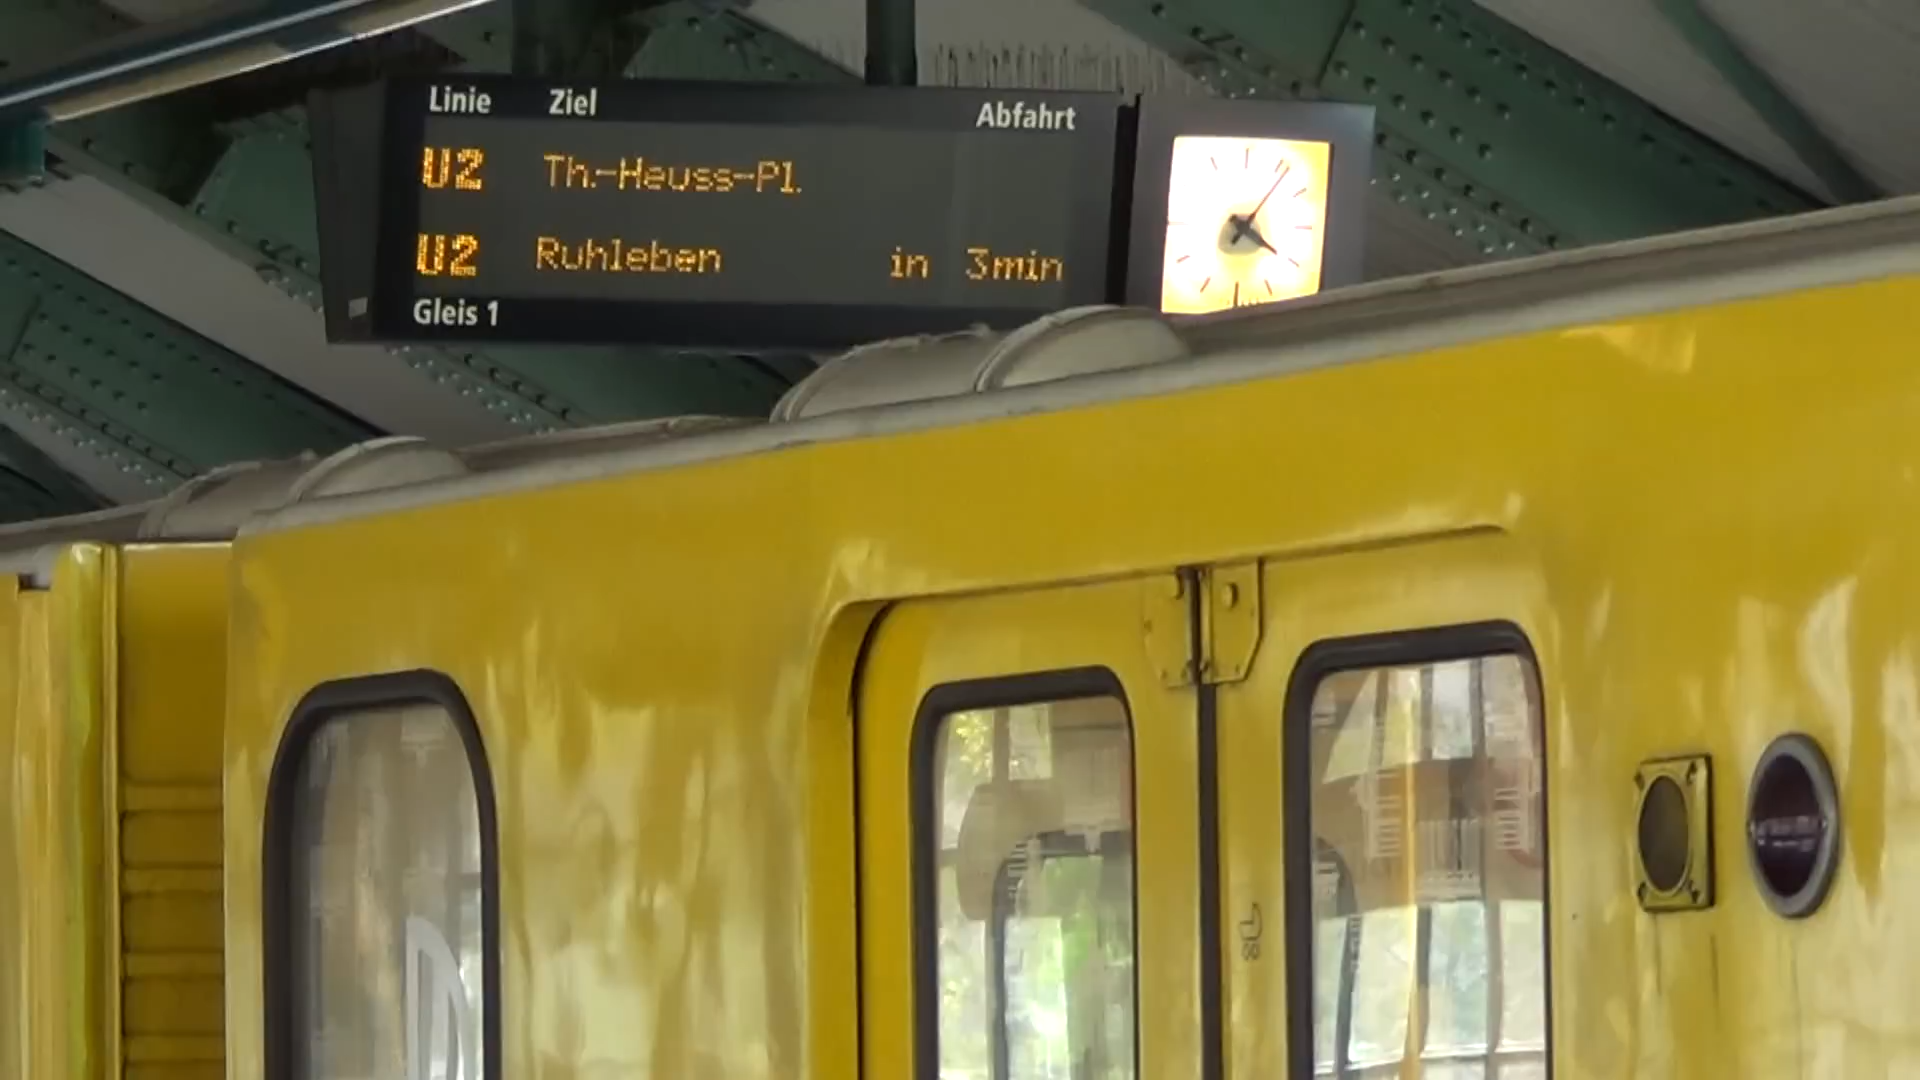 Linie Ziel Abfahrt
U2 Th.-Heuss-Pl.
U2 Ruhleben in 3min
Gleis 1